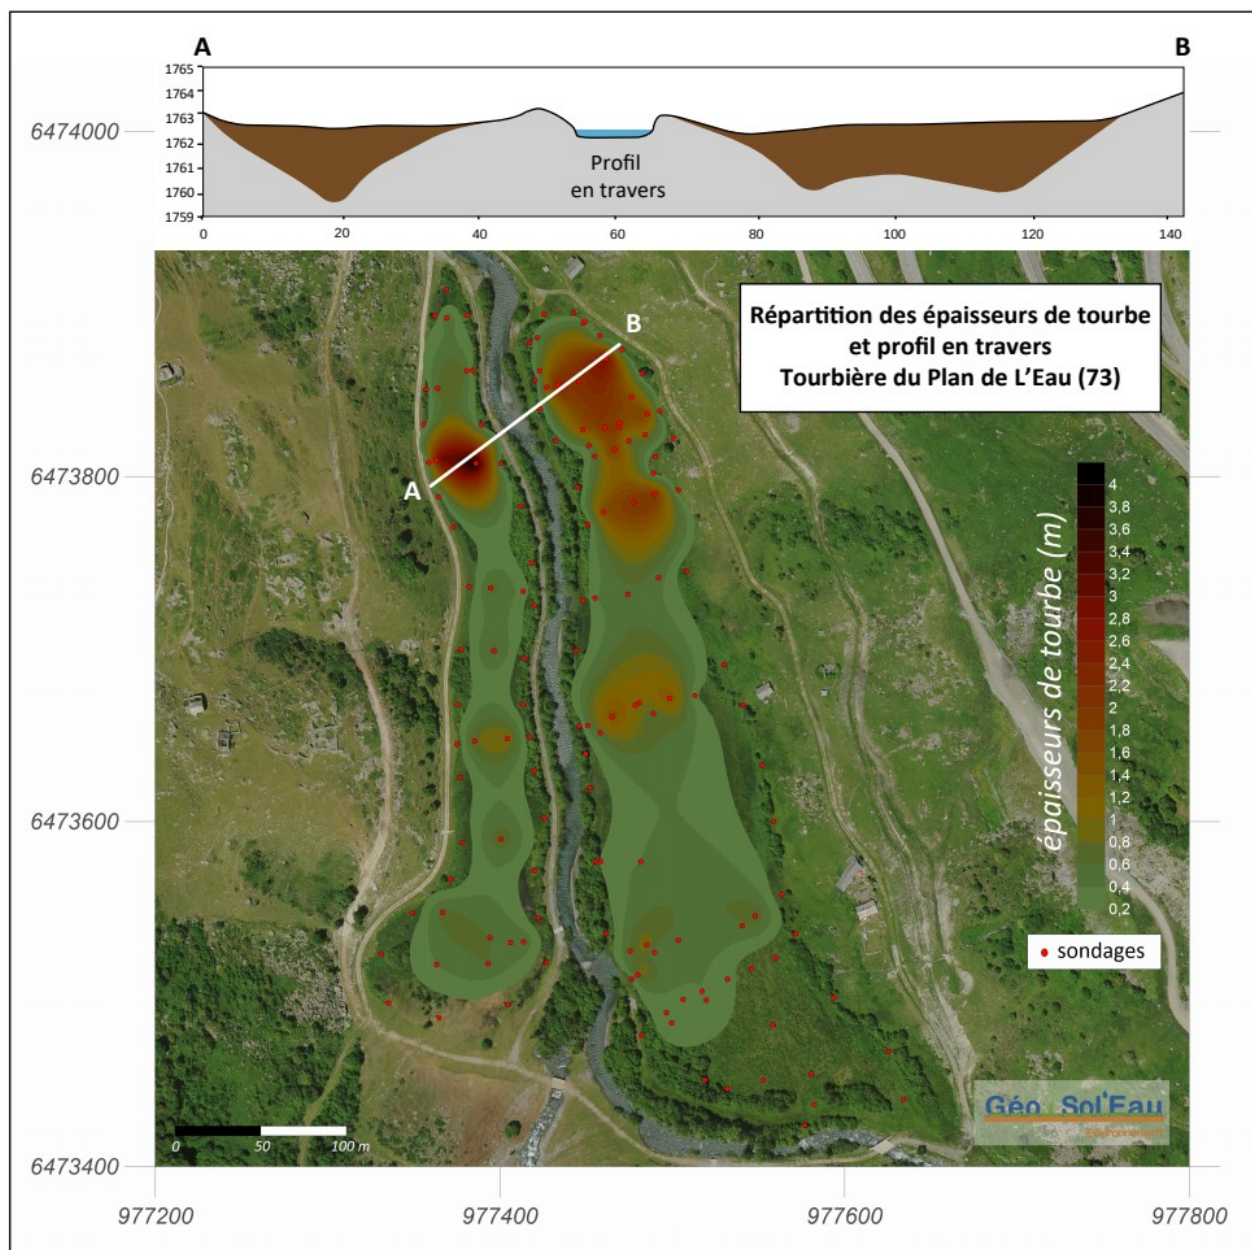 A
B
1765
1764
1763
1762
1761
1760
1759
Profil
en travers
0 20 40 60 80 100 120 140
6474000
Répartition des épaisseurs de tourbe
et profil en travers
Tourbière du Plan de L'Eau (73)
B
A
6473800
6473600
6473400
épaisseurs de tourbe (m)
4
3,8
3,6
3,4
3,2
3
2,8
2,6
2,4
2,2
2
1,8
1,6
1,4
1,2
1
0,8
0,6
0,4
0,2
sondages
0 50 100 m
Géo Sol'Eau
Environnement
977200 977400 977600 977800